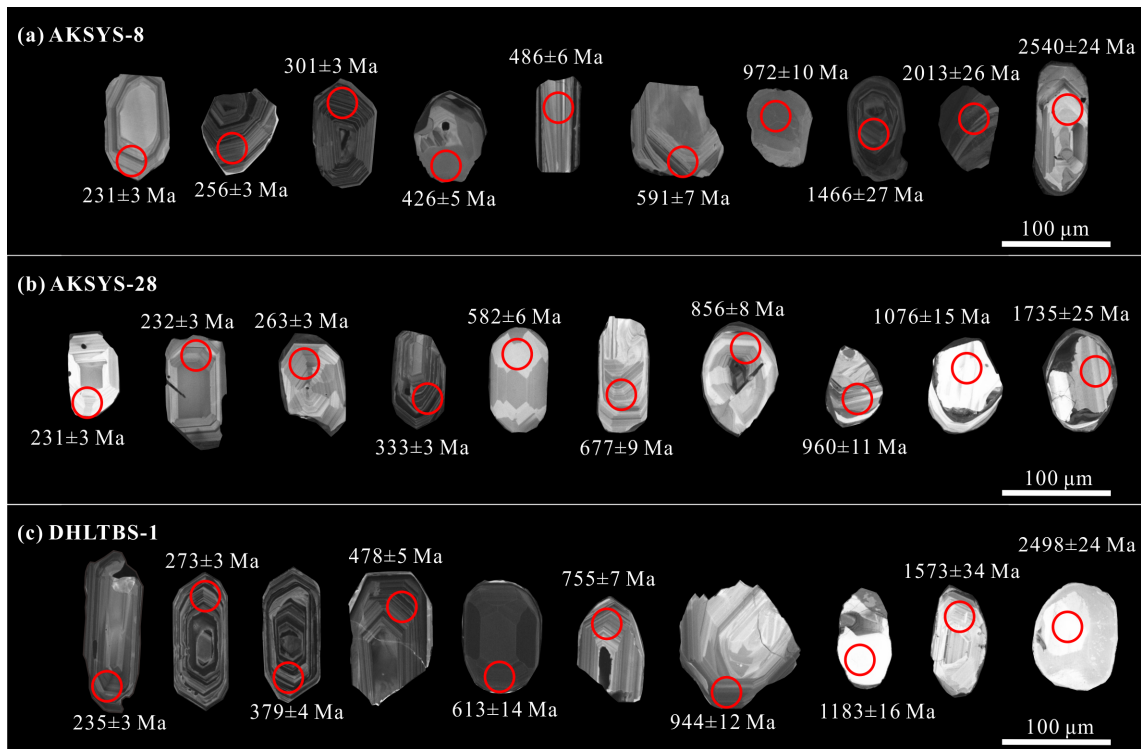 (a) AKSYS-8
231±3 Ma
256±3 Ma
301±3 Ma
426±5 Ma
486±6 Ma
591±7 Ma
972±10 Ma
1466±27 Ma
2013±26 Ma
2540±24 Ma
100 μm
(b) AKSYS-28
231±3 Ma
232±3 Ma
263±3 Ma
333±3 Ma
582±6 Ma
677±9 Ma
856±8 Ma
960±11 Ma
1076±15 Ma
1735±25 Ma
100 μm
(c) DHLTBS-1
235±3 Ma
273±3 Ma
379±4 Ma
478±5 Ma
613±14 Ma
755±7 Ma
944±12 Ma
1183±16 Ma
1573±34 Ma
2498±24 Ma
100 μm